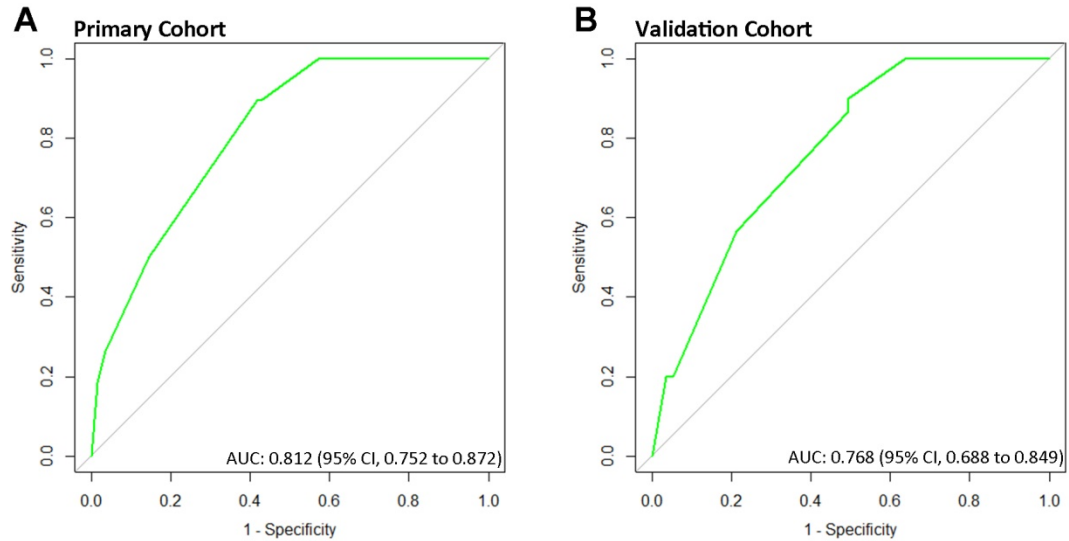 A
Primary Cohort
Sensitivity
1.0
0.8
0.6
0.4
0.2
0.0
AUC: 0.812 (95% CI, 0.752 to 0.872)
0.0 0.2 0.4 0.6 0.8 1.0
1 - Specificity
B
Validation Cohort
Sensitivity
1.0
0.8
0.6
0.4
0.2
0.0
AUC: 0.768 (95% CI, 0.688 to 0.849)
0.0 0.2 0.4 0.6 0.8 1.0
1 - Specificity